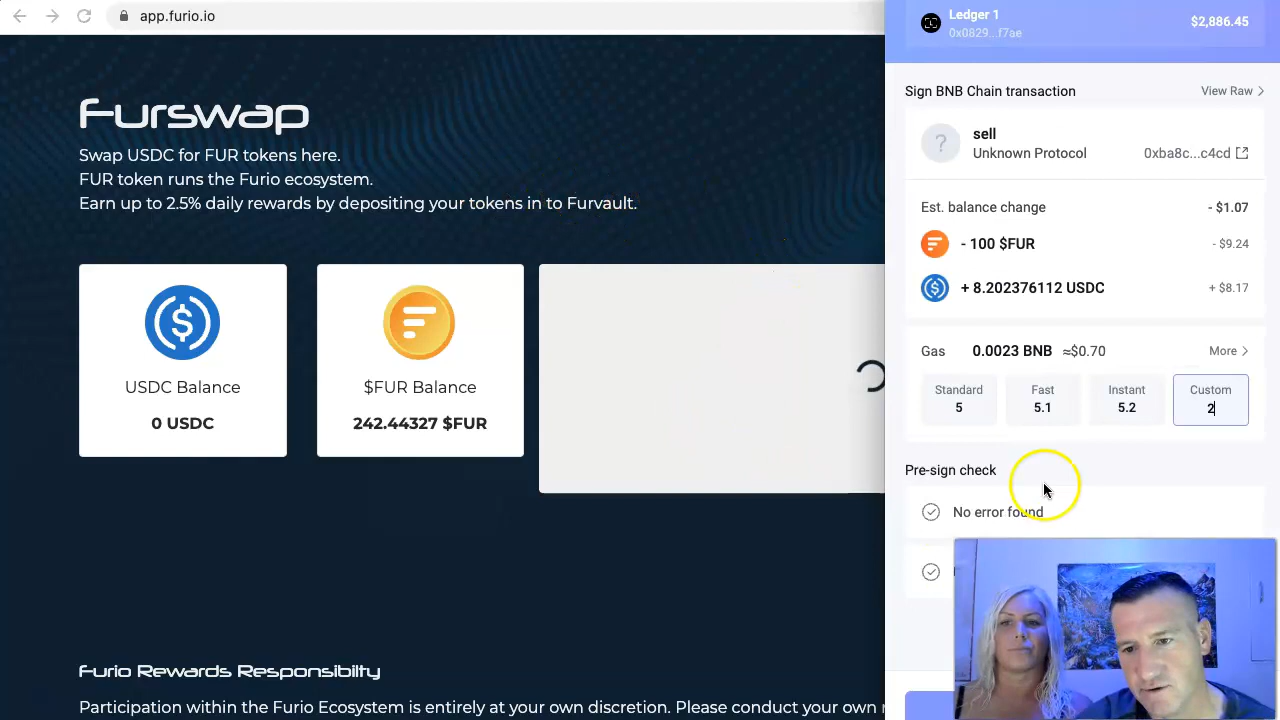 app.furio.io
Furswap
Swap USDC for FUR tokens here.
FUR token runs the Furio ecosystem.
Earn up to 2.5% daily rewards by depositing your tokens in to Furvault.
USDC Balance
0 USDC
$FUR Balance
242.44327 $FUR
Furio Rewards Responsibilty
Participation within the Furio Ecosystem is entirely at your own discretion. Please conduct your own
Ledger 1
$2,886.45
0x0829...f7ae
Sign BNB Chain transaction
View Raw
?
sell
Unknown Protocol
0xba8c...c4cd
Est. balance change
- $1.07
- 100 $FUR
- $9.24
+ 8.202376112 USDC
+ $8.17
Gas
0.0023 BNB
≈$0.70
More
Standard
5
Fast
5.1
Instant
5.2
Custom
2
Pre-sign check
No error found